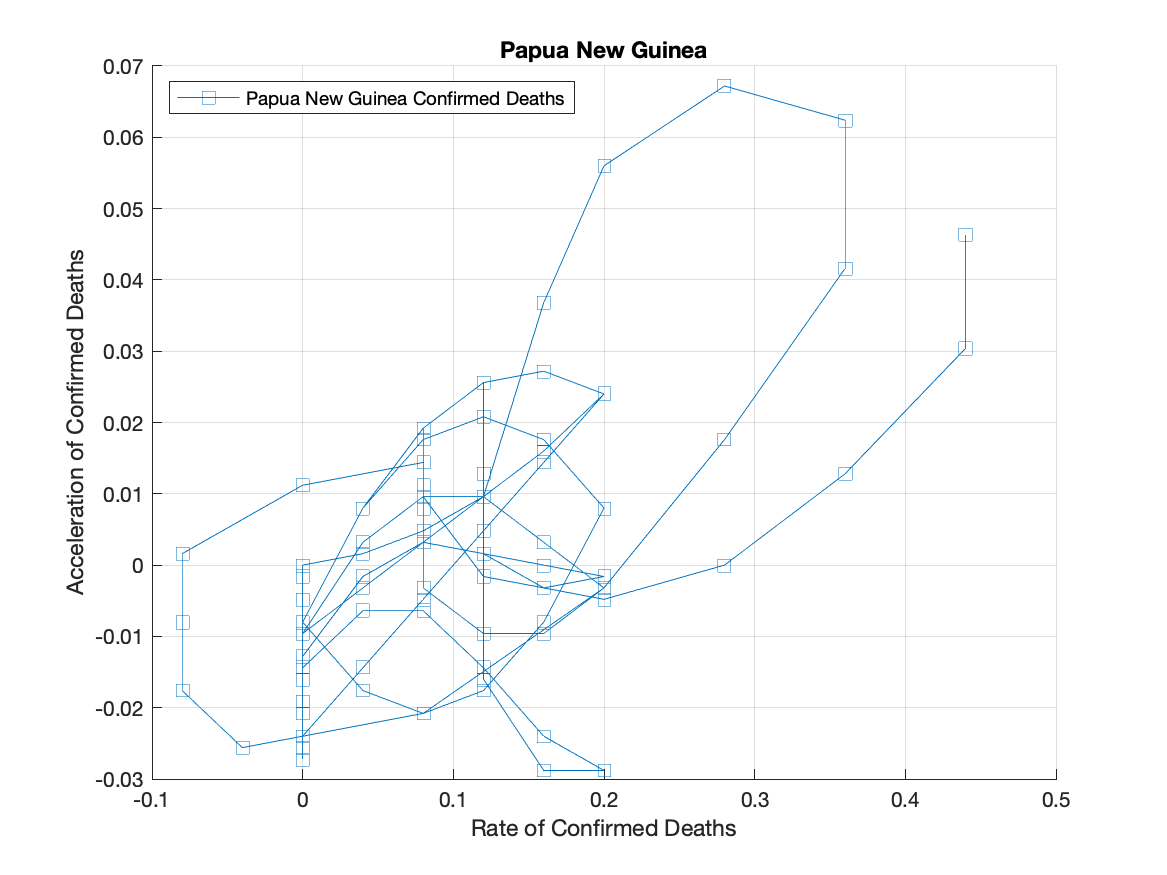 Papua New Guinea
0.07
Papua New Guinea Confirmed Deaths
0.06
0.05
0.04
0.03
0.02
0.01
0
-0.01
-0.02
-0.03
Acceleration of Confirmed Deaths
-0.1 0 0.1 0.2 0.3 0.4 0.5
Rate of Confirmed Deaths